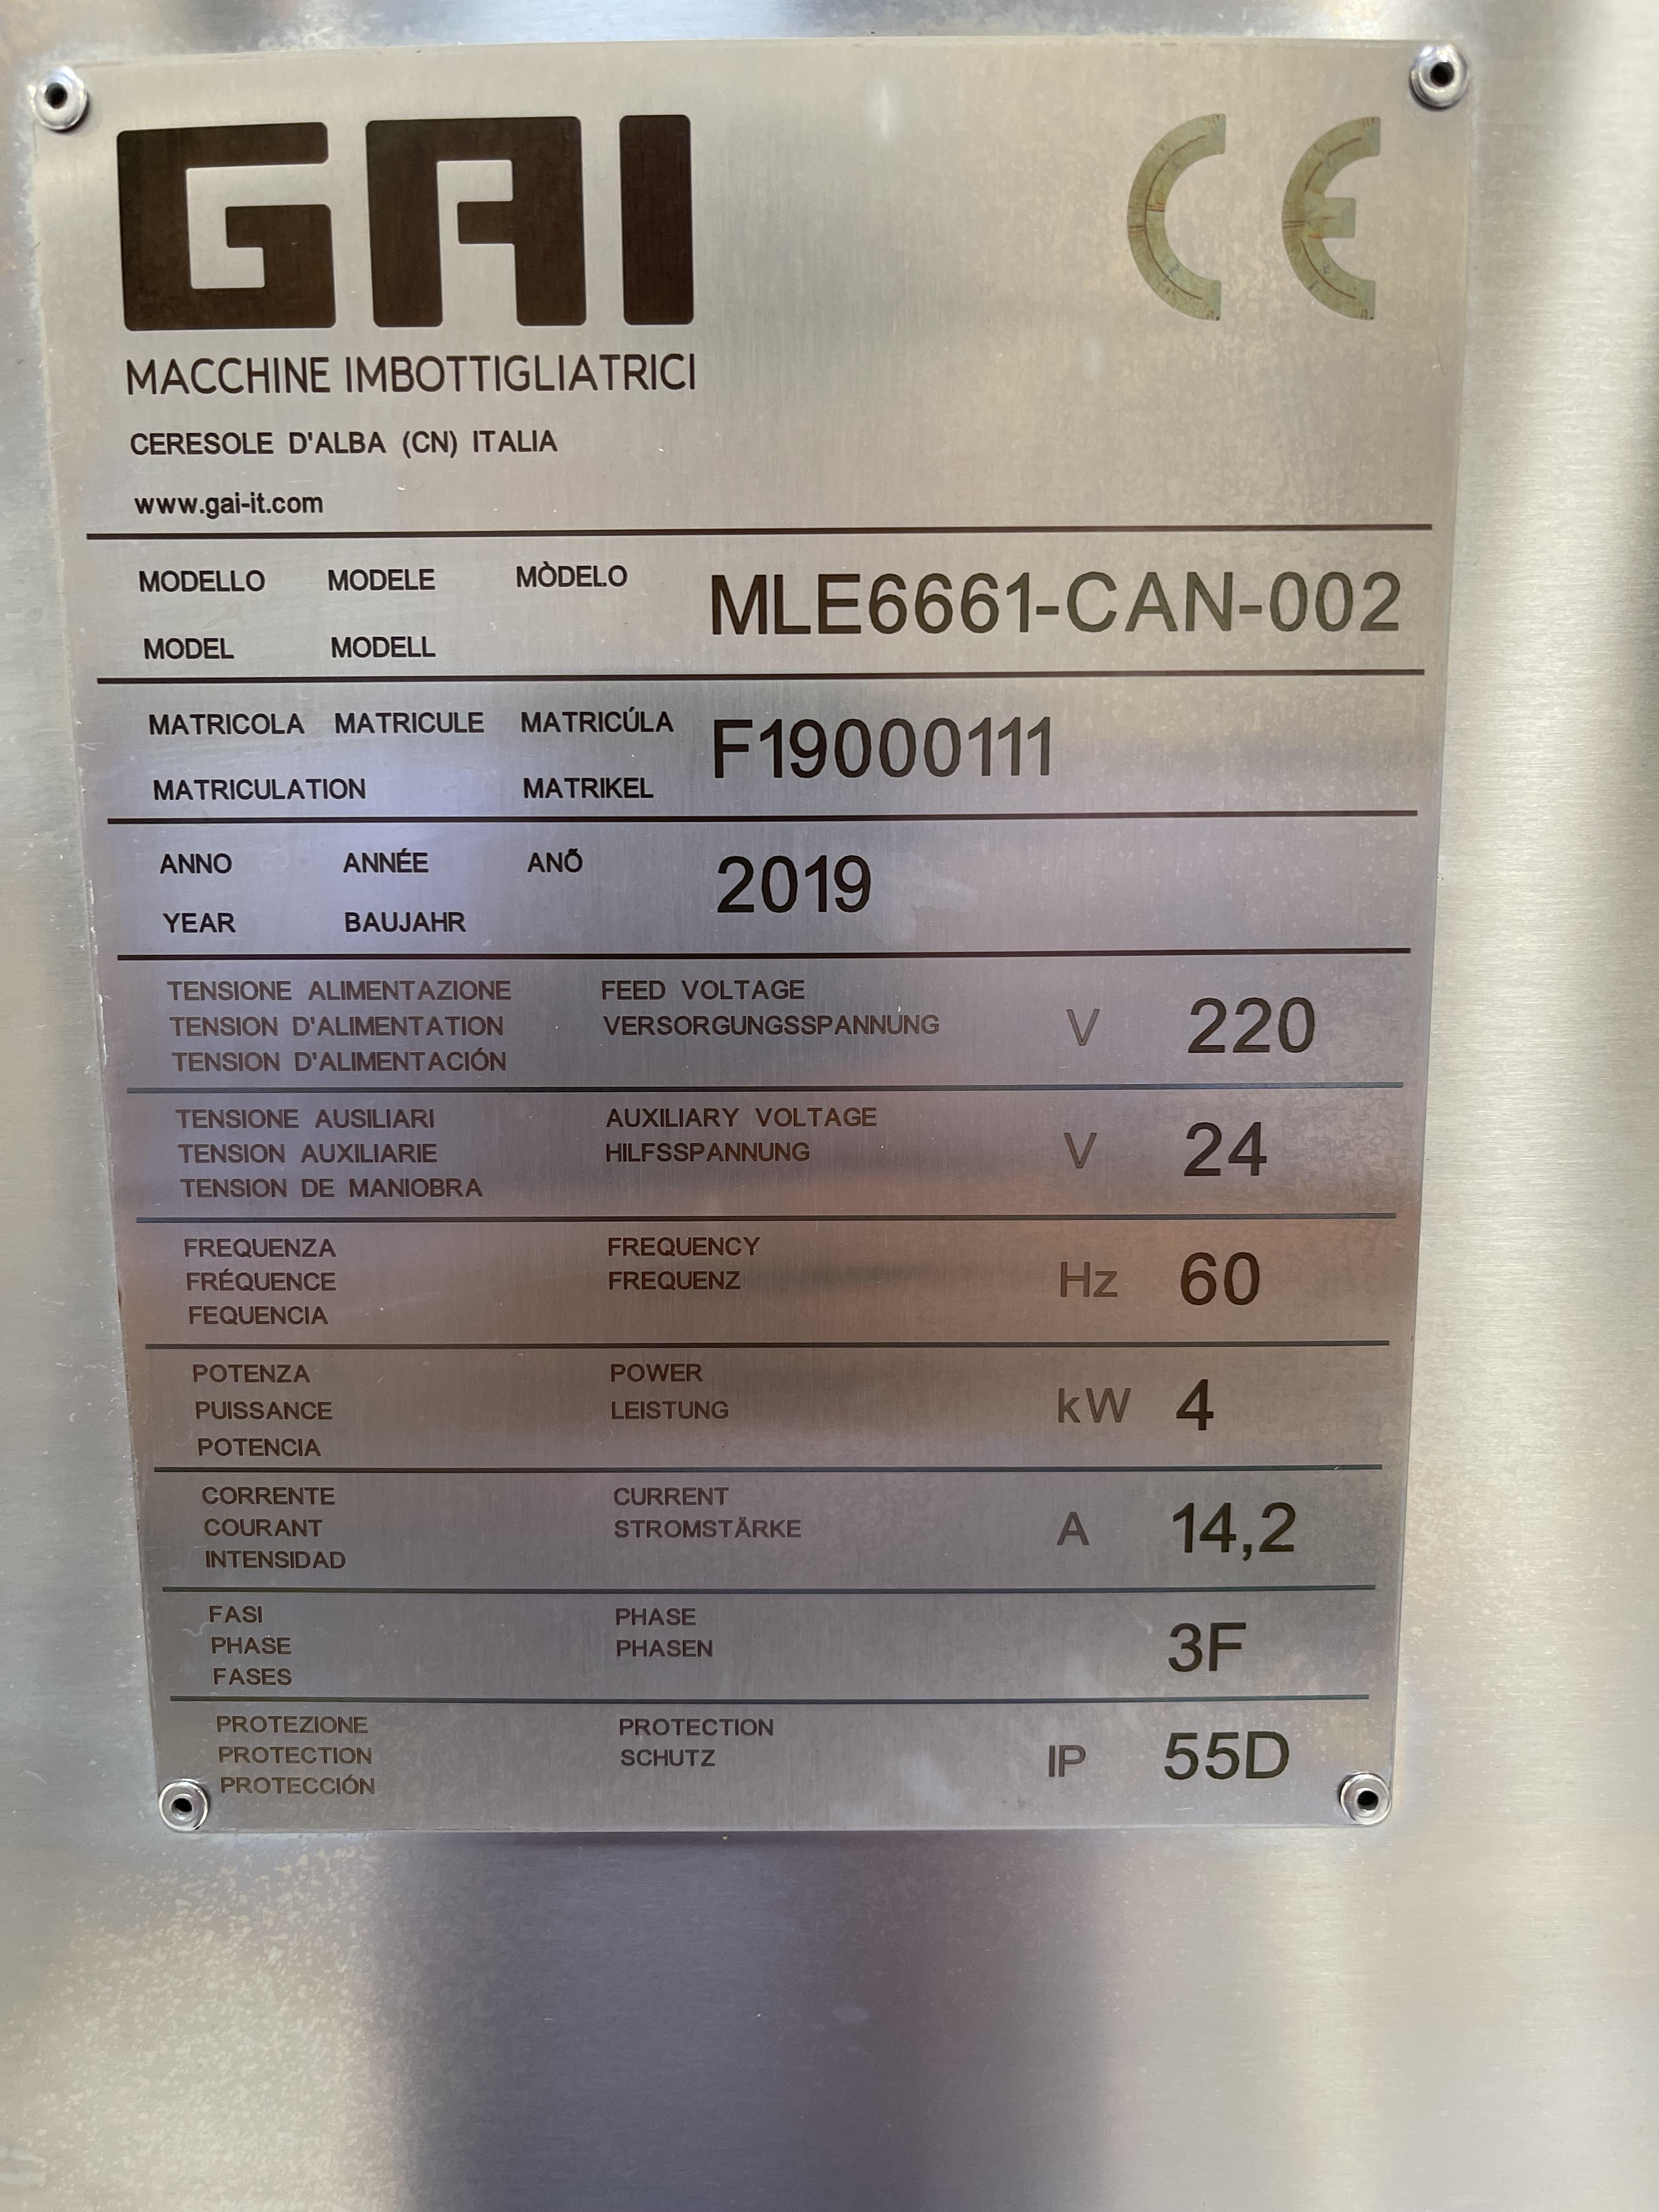 GAI CE
MACCHINE IMBOTTIGLIATRICI
CERESOLE D'ALBA (CN) ITALIA
www.gai-it.com
MODELLO MODELE MÒDELO MLE6661-CAN-002
MODEL MODELL
MATRICOLA MATRICULE MATRICÚLA F19000111
MATRICULATION MATRIKEL
ANNO ANNÉE ANÕ 2019
YEAR BAUJAHR
TENSIONE ALIMENTAZIONE FEED VOLTAGE
TENSION D'ALIMENTATION VERSORGUNGSSPANNUNG V 220
TENSION D'ALIMENTACIÓN
TENSIONE AUSILIARI AUXILIARY VOLTAGE
TENSION AUXILIARIE HILFSSPANNUNG V 24
TENSION DE MANIOBRA
FREQUENZA FREQUENCY
FRÉQUENCE FREQUENZ Hz 60
FEQUENCIA
POTENZA POWER
PUISSANCE LEISTUNG kW 4
POTENCIA
CORRENTE CURRENT
COURANT STROMSTÄRKE A 14,2
INTENSIDAD
FASI PHASE
PHASE PHASEN 3F
FASES
PROTEZIONE PROTECTION
PROTECTION SCHUTZ IP 55D
PROTECCIÓN